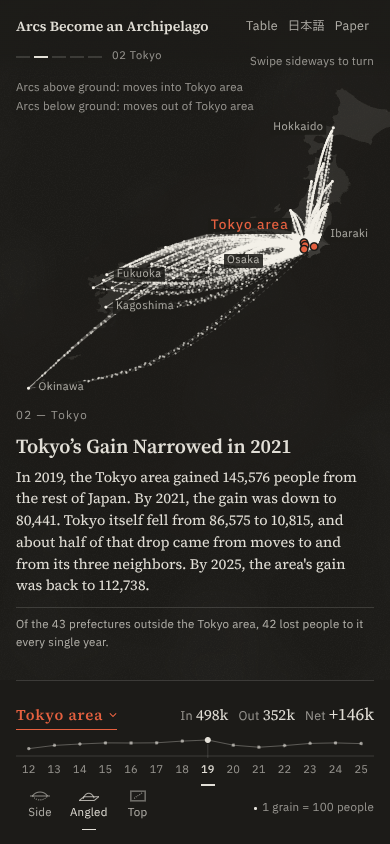 Arcs Become an Archipelago
Table 日本語 Paper
02 Tokyo
Swipe sideways to turn
Arcs above ground: moves into Tokyo area
Arcs below ground: moves out of Tokyo area
Hokkaido
Tokyo area
Ibaraki
Osaka
Fukuoka
Kagoshima
Okinawa
02 — Tokyo
Tokyo’s Gain Narrowed in 2021
In 2019, the Tokyo area gained 145,576 people from
the rest of Japan. By 2021, the gain was down to
80,441. Tokyo itself fell from 86,575 to 10,815, and
about half of that drop came from moves to and
from its three neighbors. By 2025, the area's gain
was back to 112,738.
Of the 43 prefectures outside the Tokyo area, 42 lost people to it
every single year.
Tokyo area
In 498k Out 352k Net +146k
12 13 14 15 16 17 18 19 20 21 22 23 24 25
Side Angled Top
1 grain = 100 people